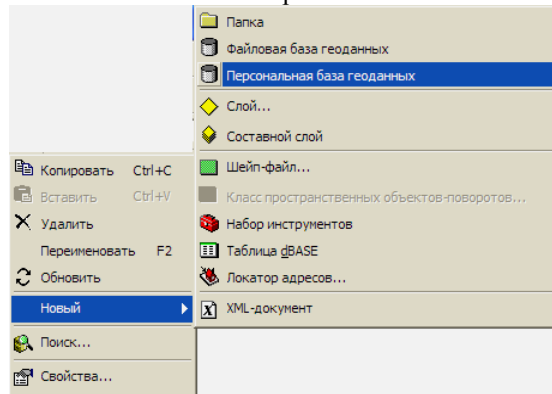 Папка
Файловая база геоданных
Персональная база геоданных
Слой...
Составной слой
Шейп-файл...
Класс пространственных объектов-поворотов...
Набор инструментов
Таблица dBASE
Локатор адресов...
XML-документ
Копировать Ctrl+C
Вставить Ctrl+V
Удалить
Переименовать F2
Обновить
Новый
Поиск...
Свойства...